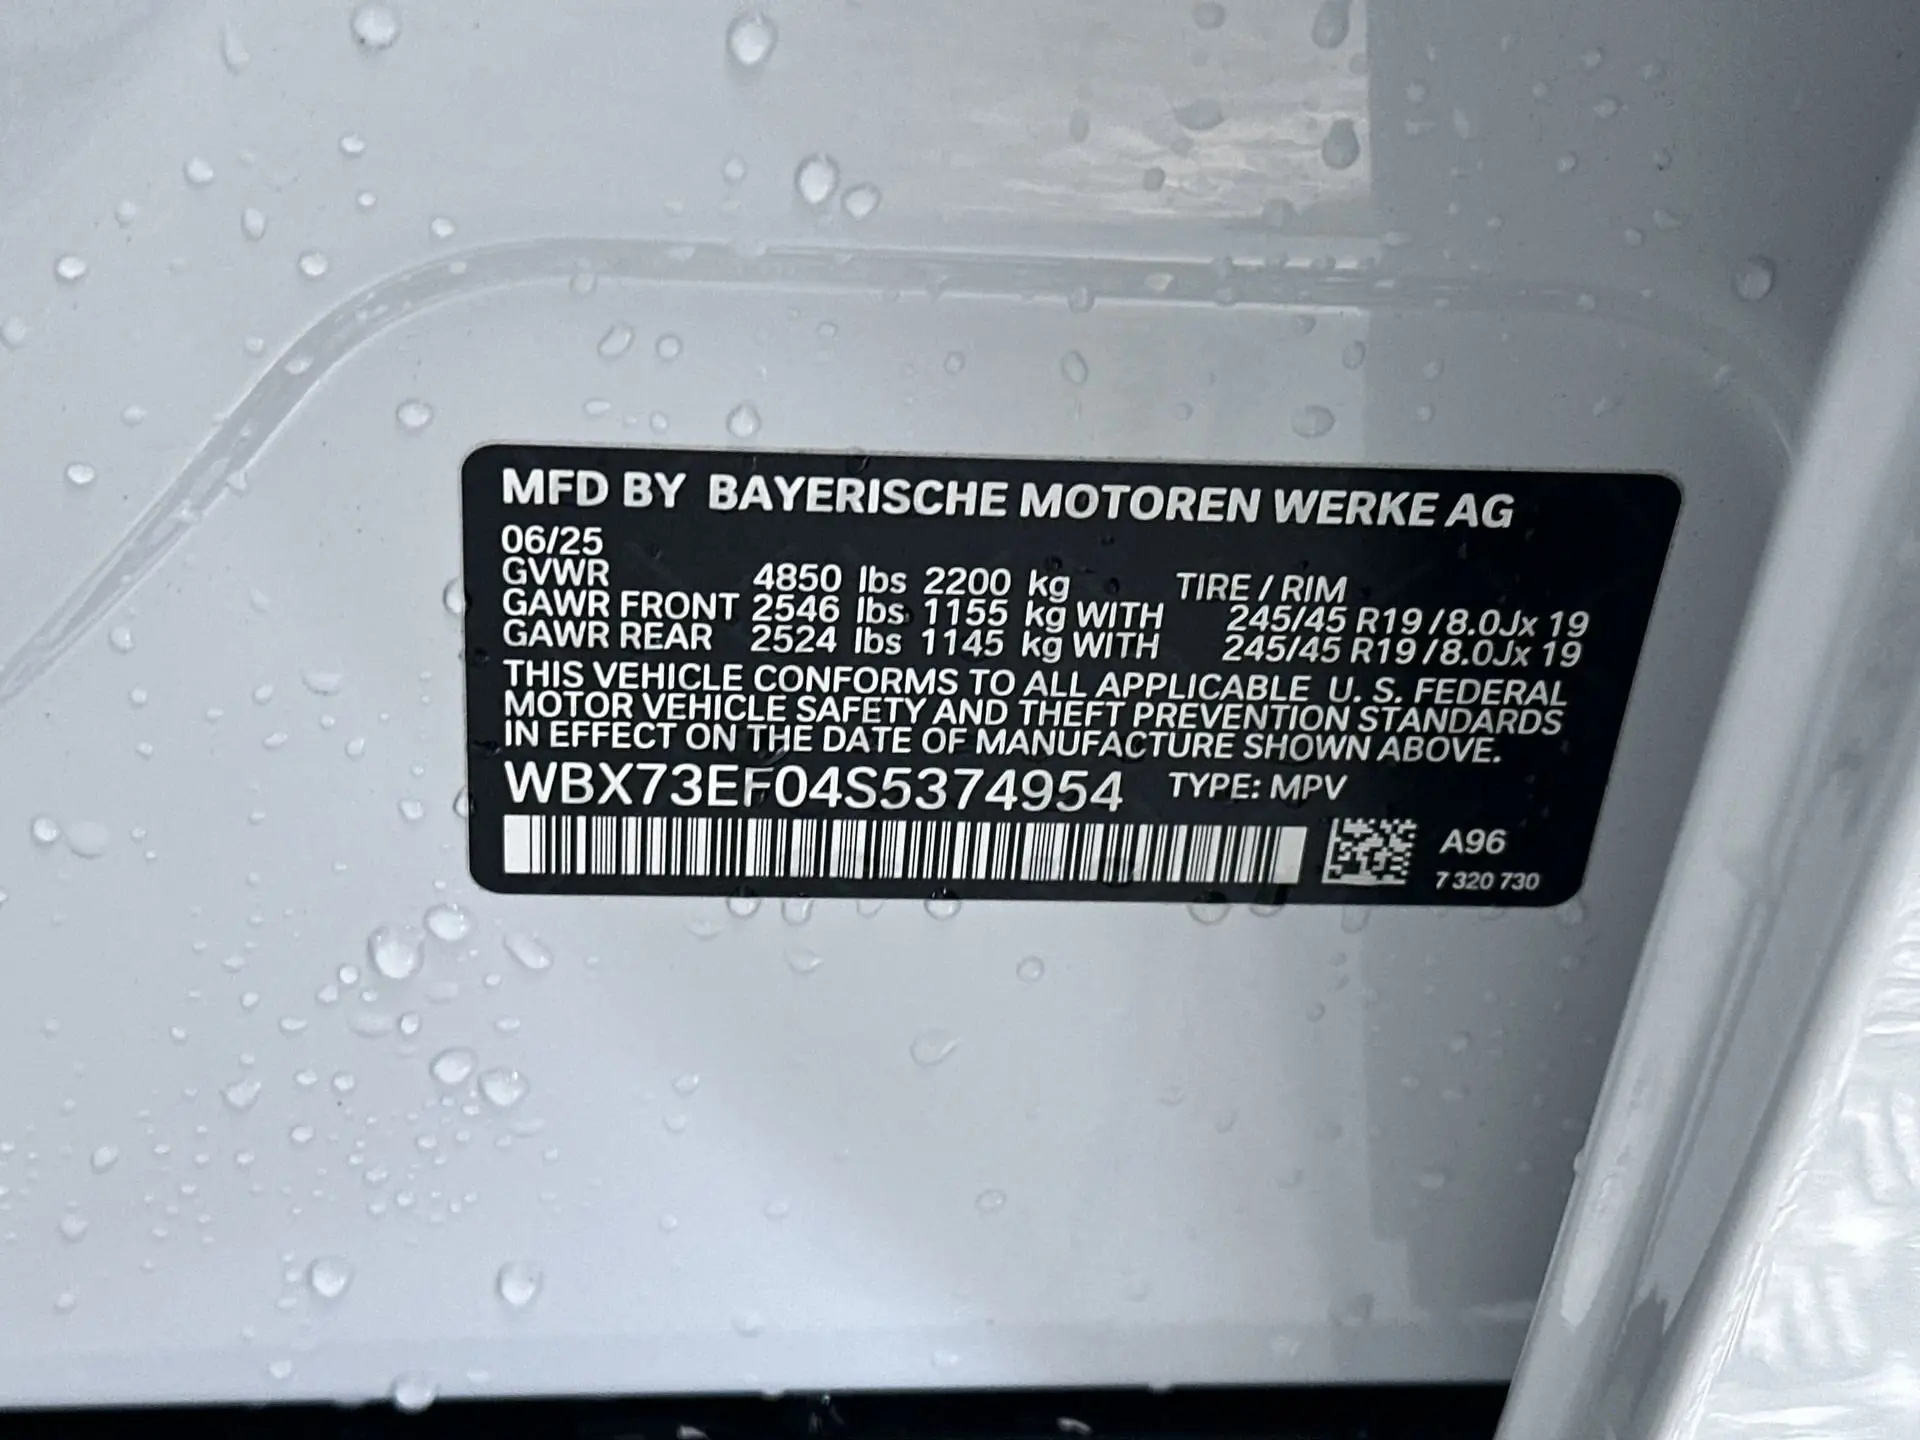 MFD BY BAYERISCHE MOTOREN WERKE AG
06/25
GVWR 4850 lbs 2200 kg TIRE / RIM
GAWR FRONT 2546 lbs 1155 kg WITH 245/45 R19 /8.0Jx 19
GAWR REAR 2524 lbs 1145 kg WITH 245/45 R19 /8.0Jx 19
THIS VEHICLE CONFORMS TO ALL APPLICABLE U. S. FEDERAL
MOTOR VEHICLE SAFETY AND THEFT PREVENTION STANDARDS
IN EFFECT ON THE DATE OF MANUFACTURE SHOWN ABOVE.
WBX73EF04S5374954 TYPE: MPV
A96
7 320 730